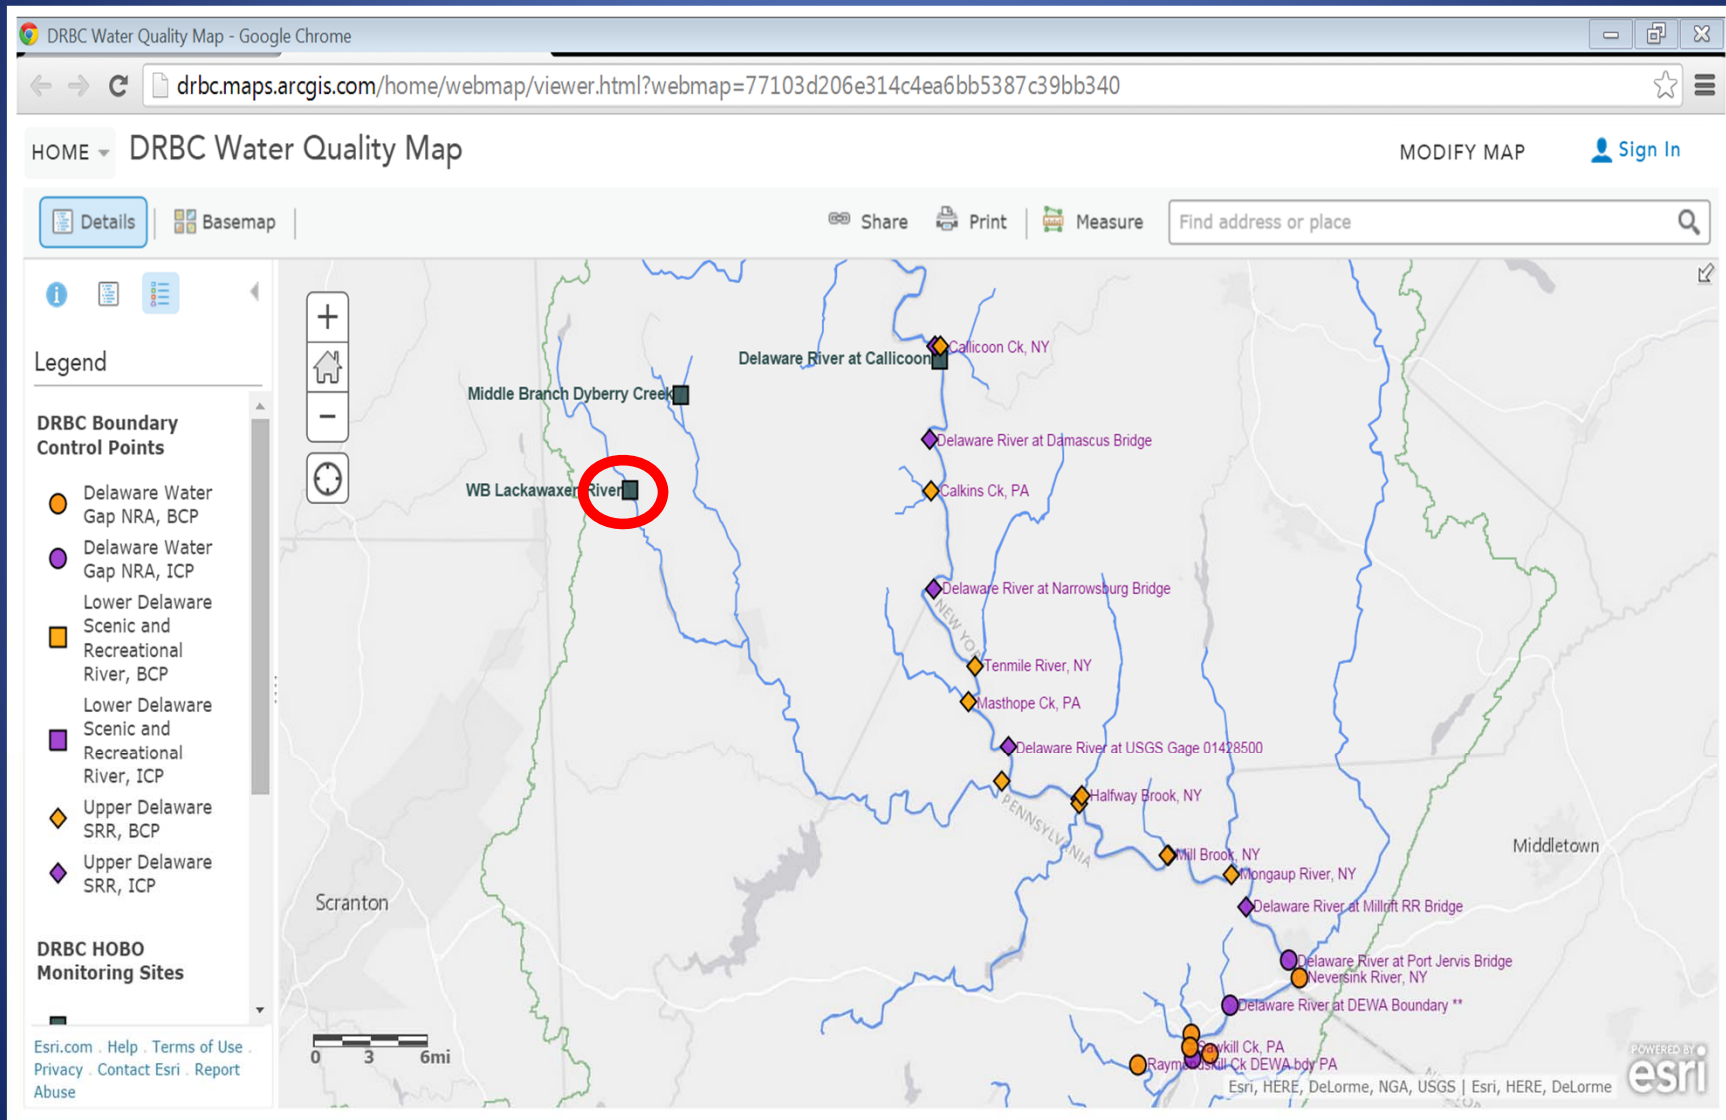 DRBC Water Quality Map - Google Chrome
drbc.maps.arcgis.com/home/webmap/viewer.html?webmap=77103d206e314c4ea6bb5387c39bb340
HOME
DRBC Water Quality Map
MODIFY MAP
Sign In
Details
Basemap
Share
Print
Measure
Find address or place
Legend
DRBC Boundary
Control Points
Delaware Water
Gap NRA, BCP
Delaware Water
Gap NRA, ICP
Lower Delaware
Scenic and
Recreational
River, BCP
Lower Delaware
Scenic and
Recreational
River, ICP
Upper Delaware
SRR, BCP
Upper Delaware
SRR, ICP
DRBC HOBO
Monitoring Sites
Esri.com . Help . Terms of Use .
Privacy . Contact Esri . Report
Abuse
Callicoon Ck, NY
Delaware River at Callicoon
Middle Branch Dyberry Creek
Delaware River at Damascus Bridge
WB Lackawaxen River
Calkins Ck, PA
Delaware River at Narrowsburg Bridge
NEW YOR
Tenmile River, NY
Masthope Ck, PA
Delaware River at USGS Gage 01428500
Halfway Brook, NY
PENNSYLVANIA
Mill Brook, NY
Middletown
Mongaup River, NY
Scranton
Delaware River at Millrift RR Bridge
Delaware River at Port Jervis Bridge
Neversink River, NY
Delaware River at DEWA Boundary **
Sawkill Ck, PA
Raymondskill Ck DEWA bdy PA
0 3 6mi
Esri, HERE, DeLorme, NGA, USGS | Esri, HERE, DeLorme
POWERED BY
esri